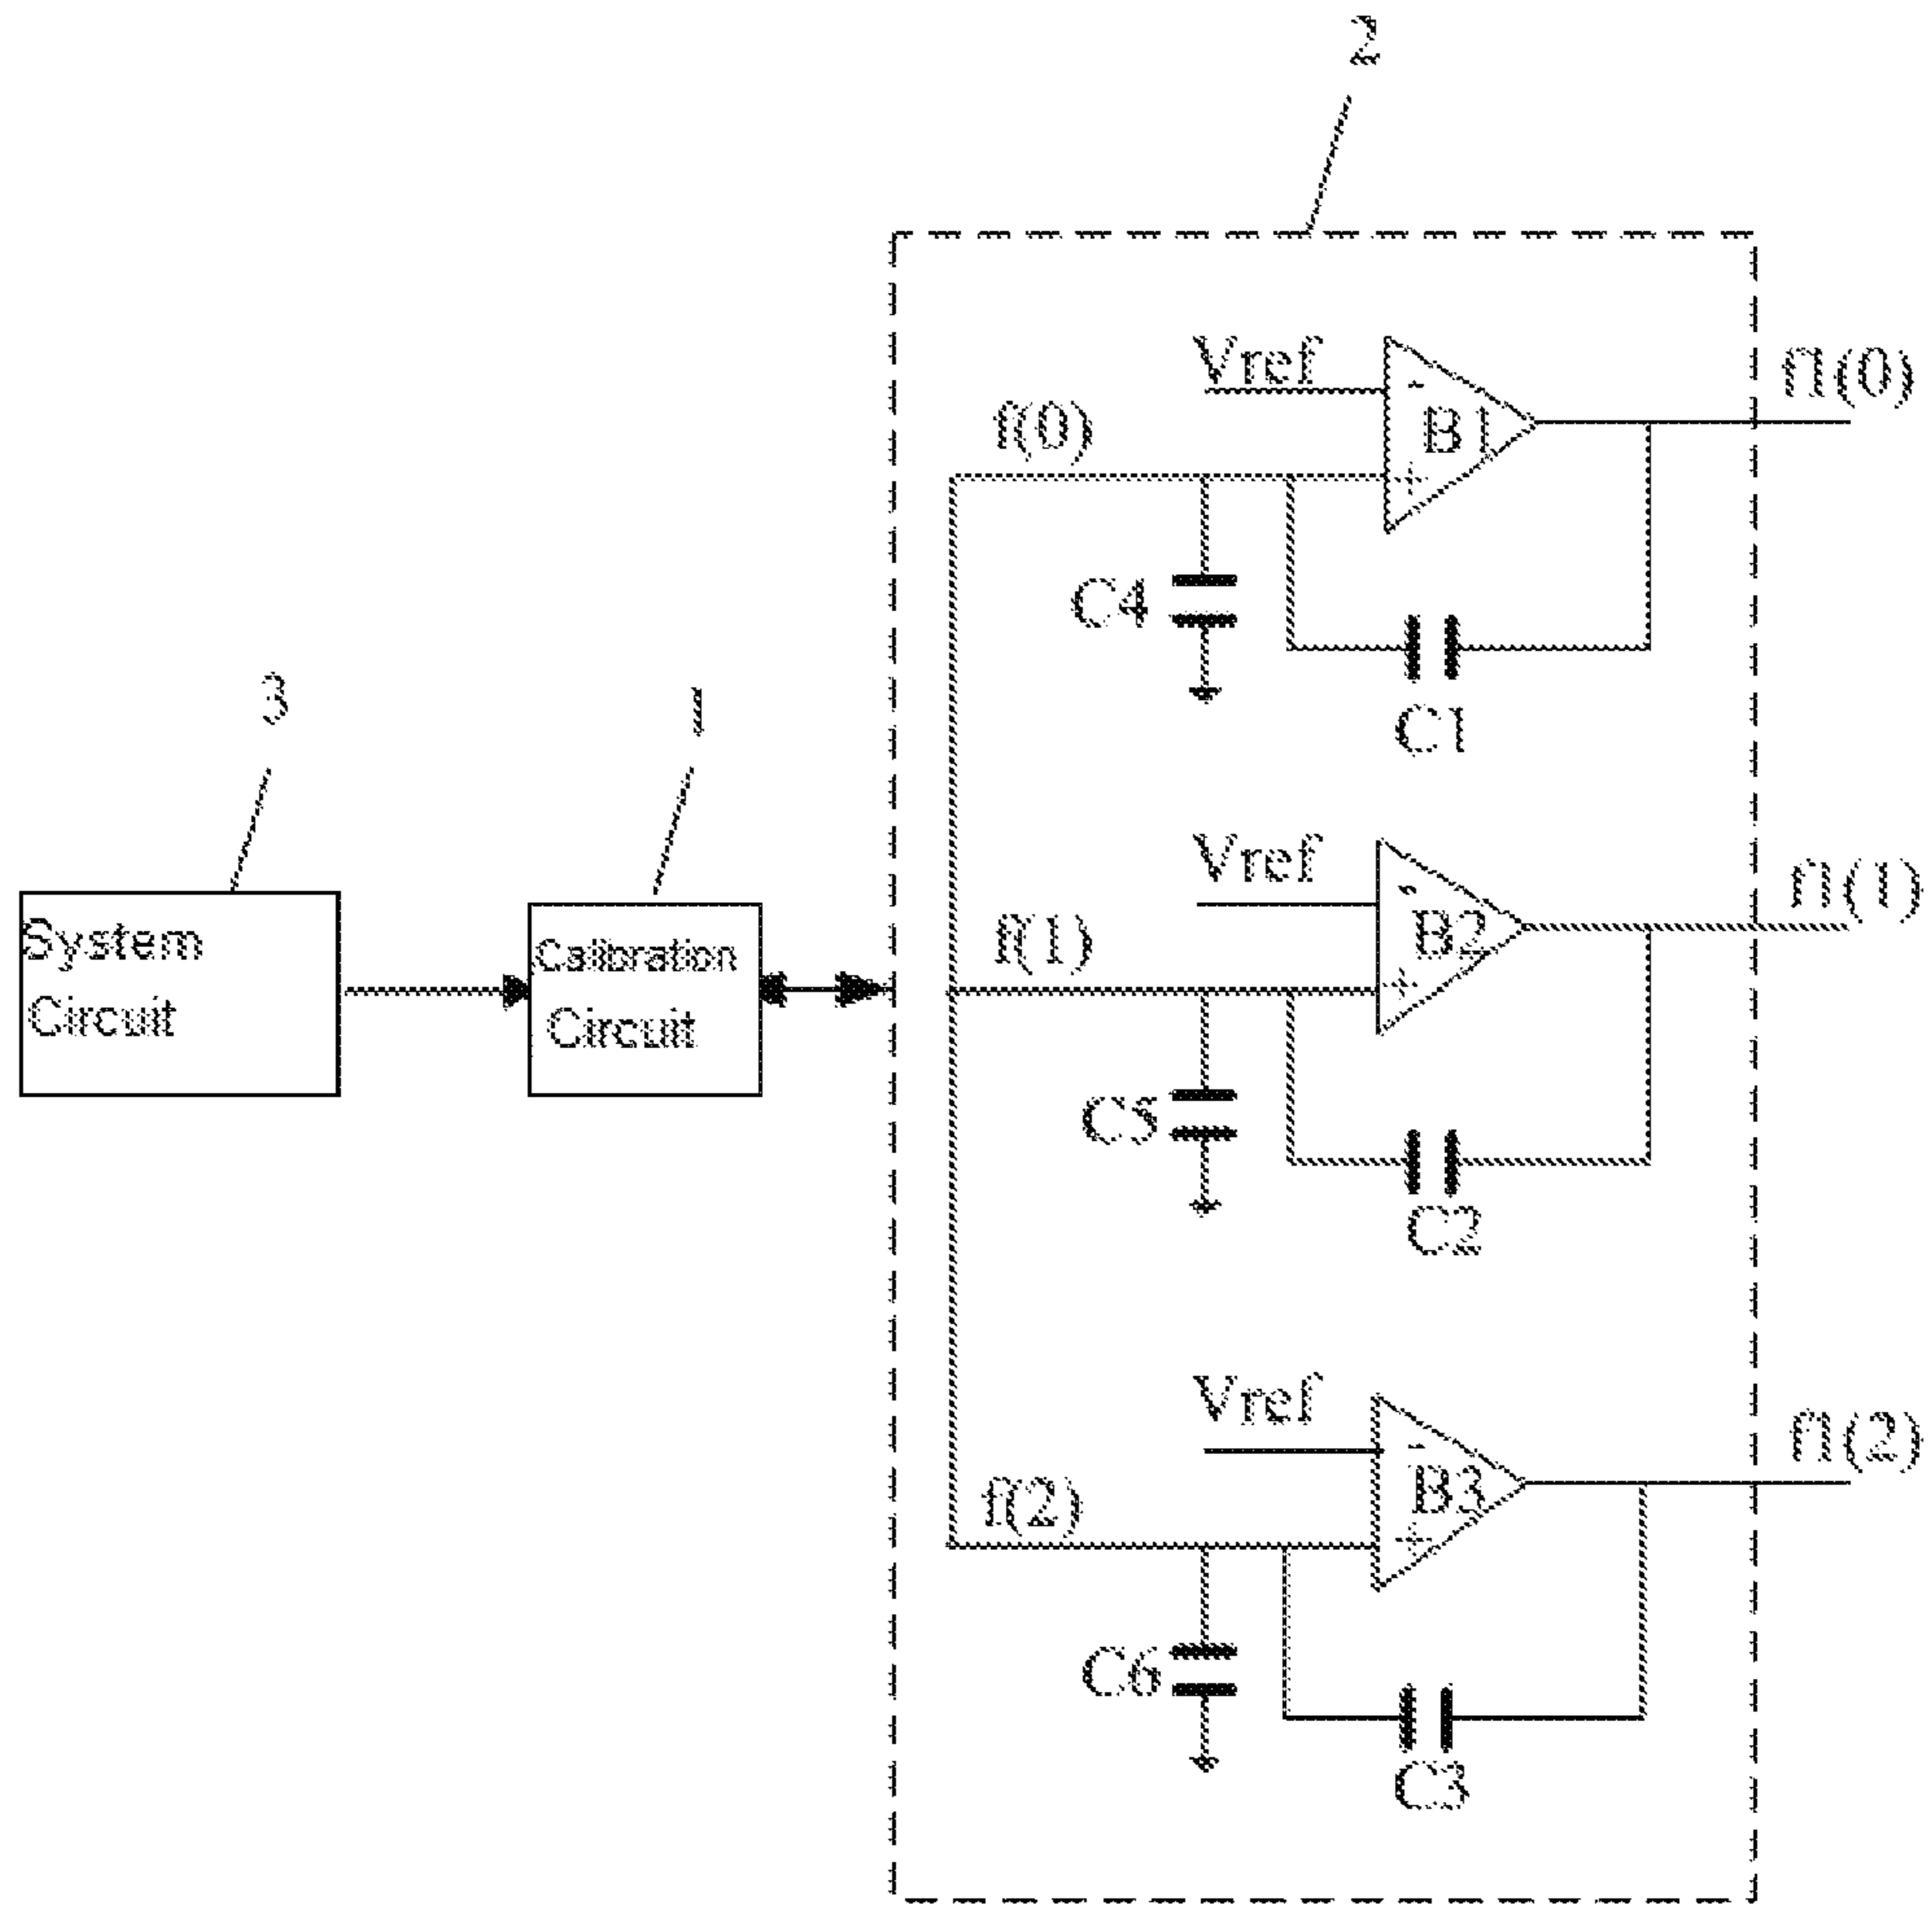 2
Vref
-
B1
+
f1(0)
f(0)
C4
C1
3
1
System
Circuit
Calibration
Circuit
Vref
-
B2
+
f1(1)
f(1)
C5
C2
Vref
-
B3
+
f1(2)
f(2)
C6
C3